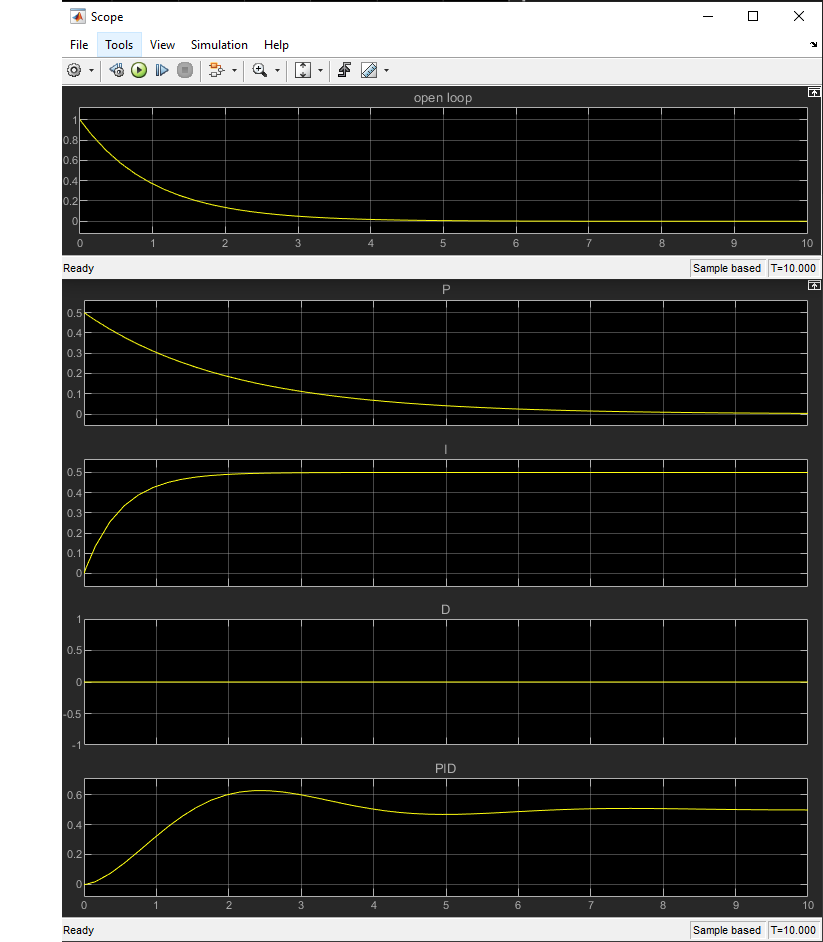 Scope
File Tools View Simulation Help
open loop
1
0.8
0.6
0.4
0.2
0
0 1 2 3 4 5 6 7 8 9 10
Ready Sample based T=10.000
P
0.5
0.4
0.3
0.2
0.1
0
I
0.5
0.4
0.3
0.2
0.1
0
D
1
0.5
0
-0.5
-1
PID
0.6
0.4
0.2
0
0 1 2 3 4 5 6 7 8 9 10
Ready Sample based T=10.000